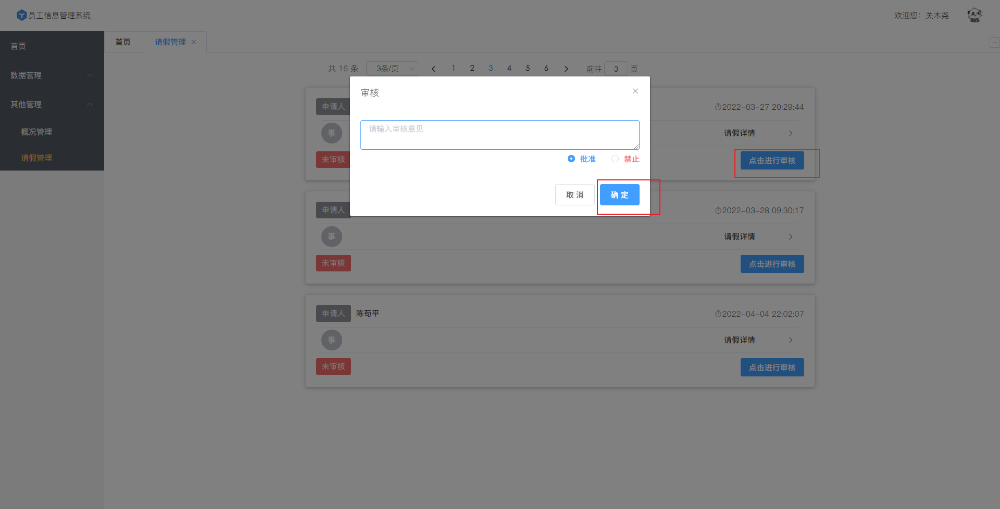 员工信息管理系统
欢迎您：关木尧
首页
数据管理
其他管理
概况管理
请假管理
首页
请假管理
共 16 条
3条/页
1 2 3 4 5 6
前往 3 页
审核
请输入审核意见
批准
禁止
取 消
确 定
申请人
2022-03-27 20:29:44
事
请假详情
未审核
点击进行审核
申请人
2022-03-28 09:30:17
事
请假详情
未审核
点击进行审核
申请人 陈苟平
2022-04-04 22:02:07
事
请假详情
未审核
点击进行审核